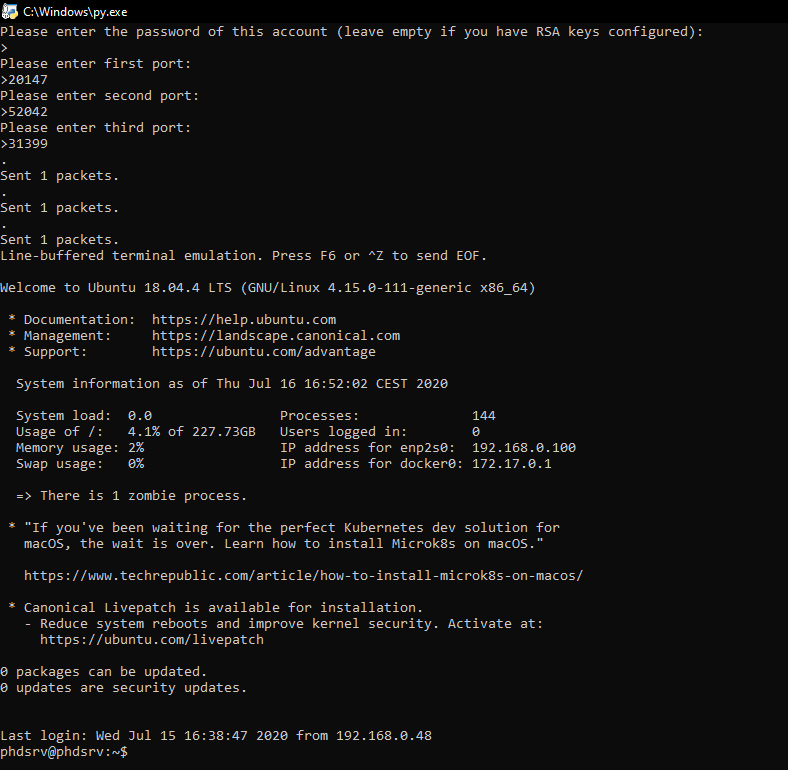 C:\Windows\py.exe
Please enter the password of this account (leave empty if you have RSA keys configured):
>
Please enter first port:
>20147
Please enter second port:
>52042
Please enter third port:
>31399
.
Sent 1 packets.
.
Sent 1 packets.
.
Sent 1 packets.
Line-buffered terminal emulation. Press F6 or ^Z to send EOF.
Welcome to Ubuntu 18.04.4 LTS (GNU/Linux 4.15.0-111-generic x86_64)
* Documentation:  https://help.ubuntu.com
* Management:     https://landscape.canonical.com
* Support:        https://ubuntu.com/advantage
System information as of Thu Jul 16 16:52:02 CEST 2020
System load:  0.0                Processes:              144
Usage of /:   4.1% of 227.73GB   Users logged in:        0
Memory usage: 2%                 IP address for enp2s0:  192.168.0.100
Swap usage:   0%                 IP address for docker0: 172.17.0.1
=> There is 1 zombie process.
* "If you've been waiting for the perfect Kubernetes dev solution for
macOS, the wait is over. Learn how to install Microk8s on macOS."
https://www.techrepublic.com/article/how-to-install-microk8s-on-macos/
* Canonical Livepatch is available for installation.
- Reduce system reboots and improve kernel security. Activate at:
https://ubuntu.com/livepatch
0 packages can be updated.
0 updates are security updates.
Last login: Wed Jul 15 16:38:47 2020 from 192.168.0.48
phdsrv@phdsrv:~$